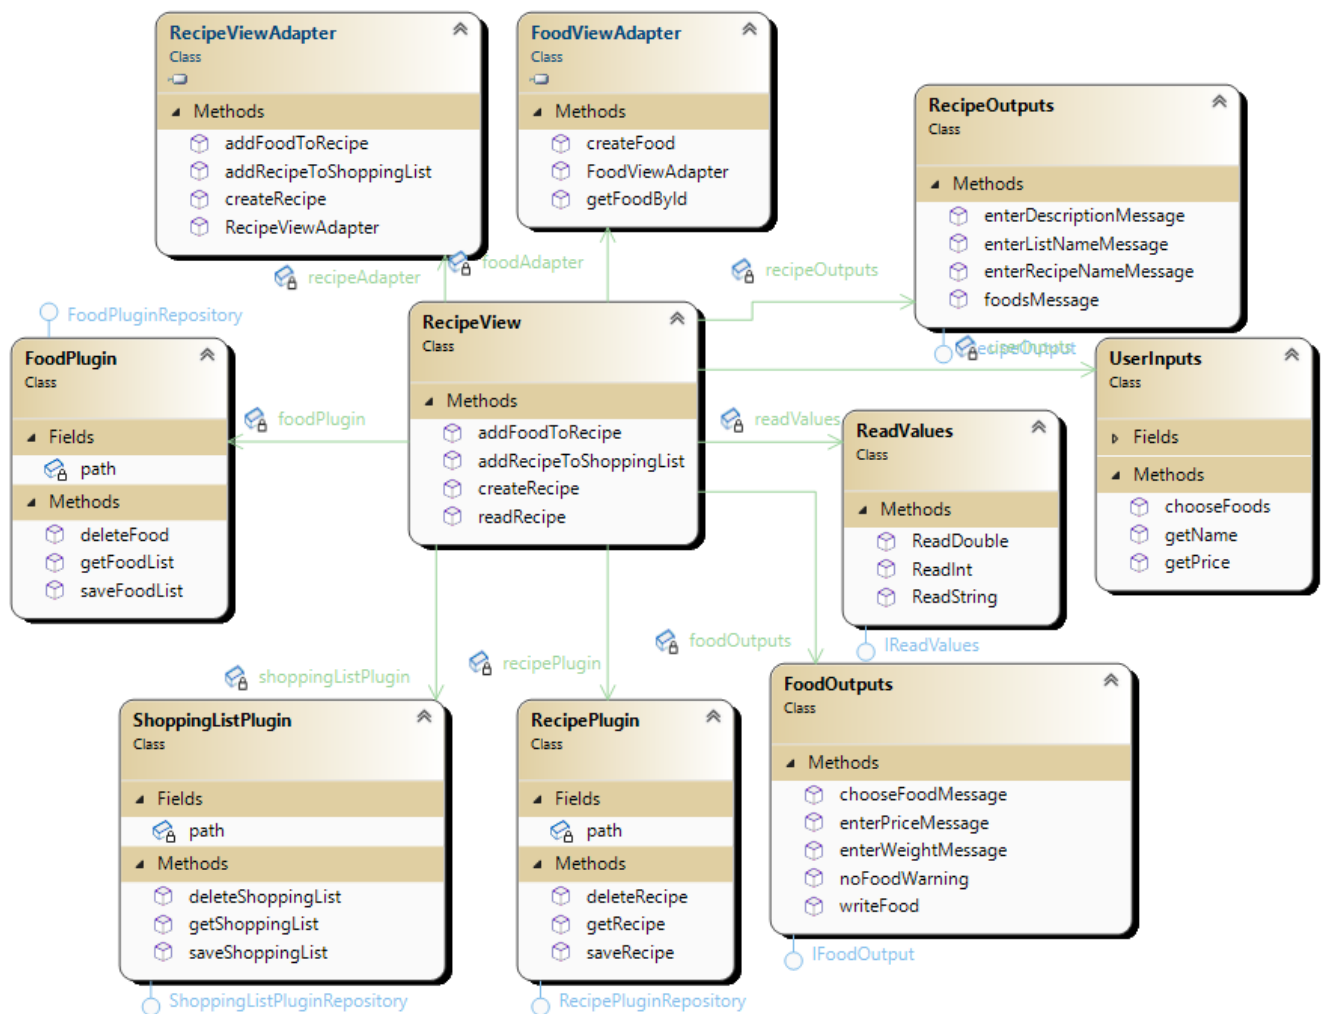 RecipeViewAdapter
Class
Methods
addFoodToRecipe
addRecipeToShoppingList
createRecipe
RecipeViewAdapter
FoodViewAdapter
Class
Methods
createFood
FoodViewAdapter
getFoodById
RecipeOutputs
Class
Methods
enterDescriptionMessage
enterListNameMessage
enterRecipeNameMessage
foodsMessage
recipeAdapter
foodAdapter
recipeOutputs
FoodPluginRepository
FoodPlugin
Class
Fields
path
Methods
deleteFood
getFoodList
saveFoodList
foodPlugin
RecipeView
Class
Methods
addFoodToRecipe
addRecipeToShoppingList
createRecipe
readRecipe
readValues
ReadValues
Class
Methods
ReadDouble
ReadInt
ReadString
IReadValues
UserInputs
Class
Fields
Methods
chooseFoods
getName
getPrice
shoppingListPlugin
recipePlugin
foodOutputs
ShoppingListPlugin
Class
Fields
path
Methods
deleteShoppingList
getShoppingList
saveShoppingList
ShoppingListPluginRepository
RecipePlugin
Class
Fields
path
Methods
deleteRecipe
getRecipe
saveRecipe
RecipePluginRepository
FoodOutputs
Class
Methods
chooseFoodMessage
enterPriceMessage
enterWeightMessage
noFoodWarning
writeFood
IFoodOutput